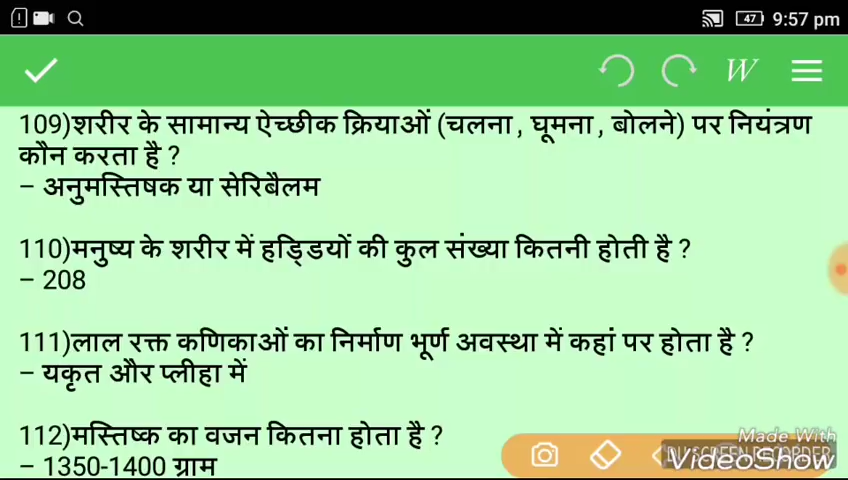 47 9:57 pm
W
109)शरीर के सामान्य ऐच्छीक क्रियाओं (चलना , घूमना , बोलने) पर नियंत्रण
कौन करता है ?
– अनुमस्तिषक या सेरिबैलम
110)मनुष्य के शरीर में हड्डियों की कुल संख्या कितनी होती है ?
– 208
111)लाल रक्त कणिकाओं का निर्माण भूर्ण अवस्था में कहां पर होता है ?
– यकृत और प्लीहा में
112)मस्तिष्क का वजन कितना होता है ?
– 1350-1400 ग्राम
Made With
VideoShow